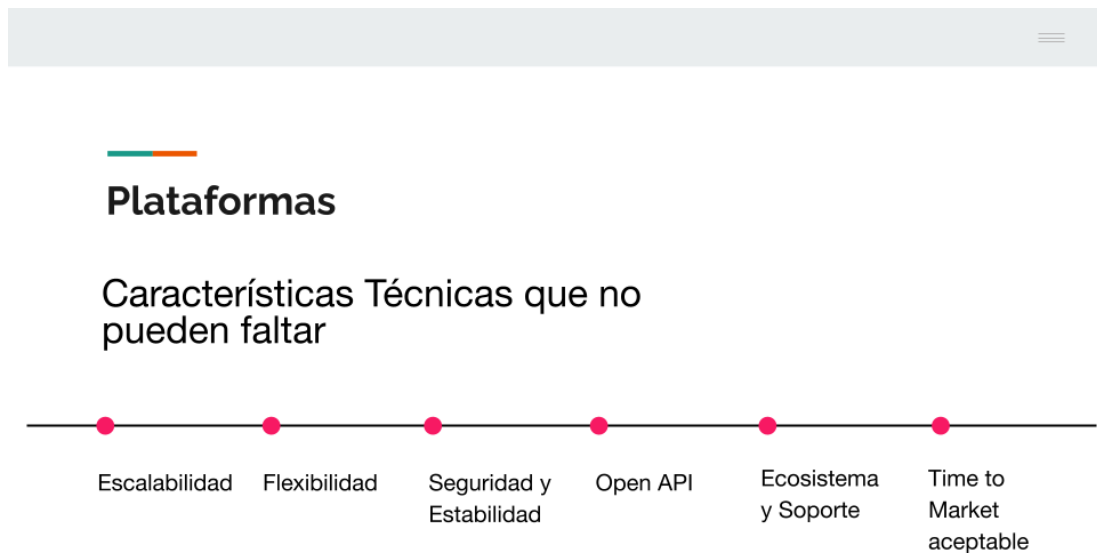 Plataformas
Características Técnicas que no
pueden faltar
Escalabilidad
Flexibilidad
Seguridad y
Estabilidad
Open API
Ecosistema
y Soporte
Time to
Market
aceptable